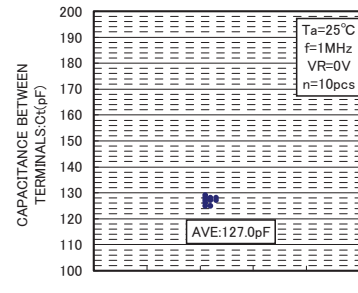 200
190
180
170
160
150
140
130
120
110
100
CAPACITANCE BETWEEN
TERMINALS:Ct(pF)
Ta=25℃
f=1MHz
VR=0V
n=10pcs
AVE:127.0pF